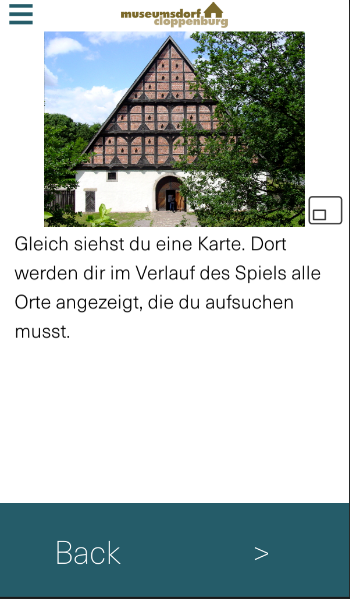 museumsdorf
cloppenburg
Gleich siehst du eine Karte. Dort
werden dir im Verlauf des Spiels alle
Orte angezeigt, die du aufsuchen
musst.
Back >